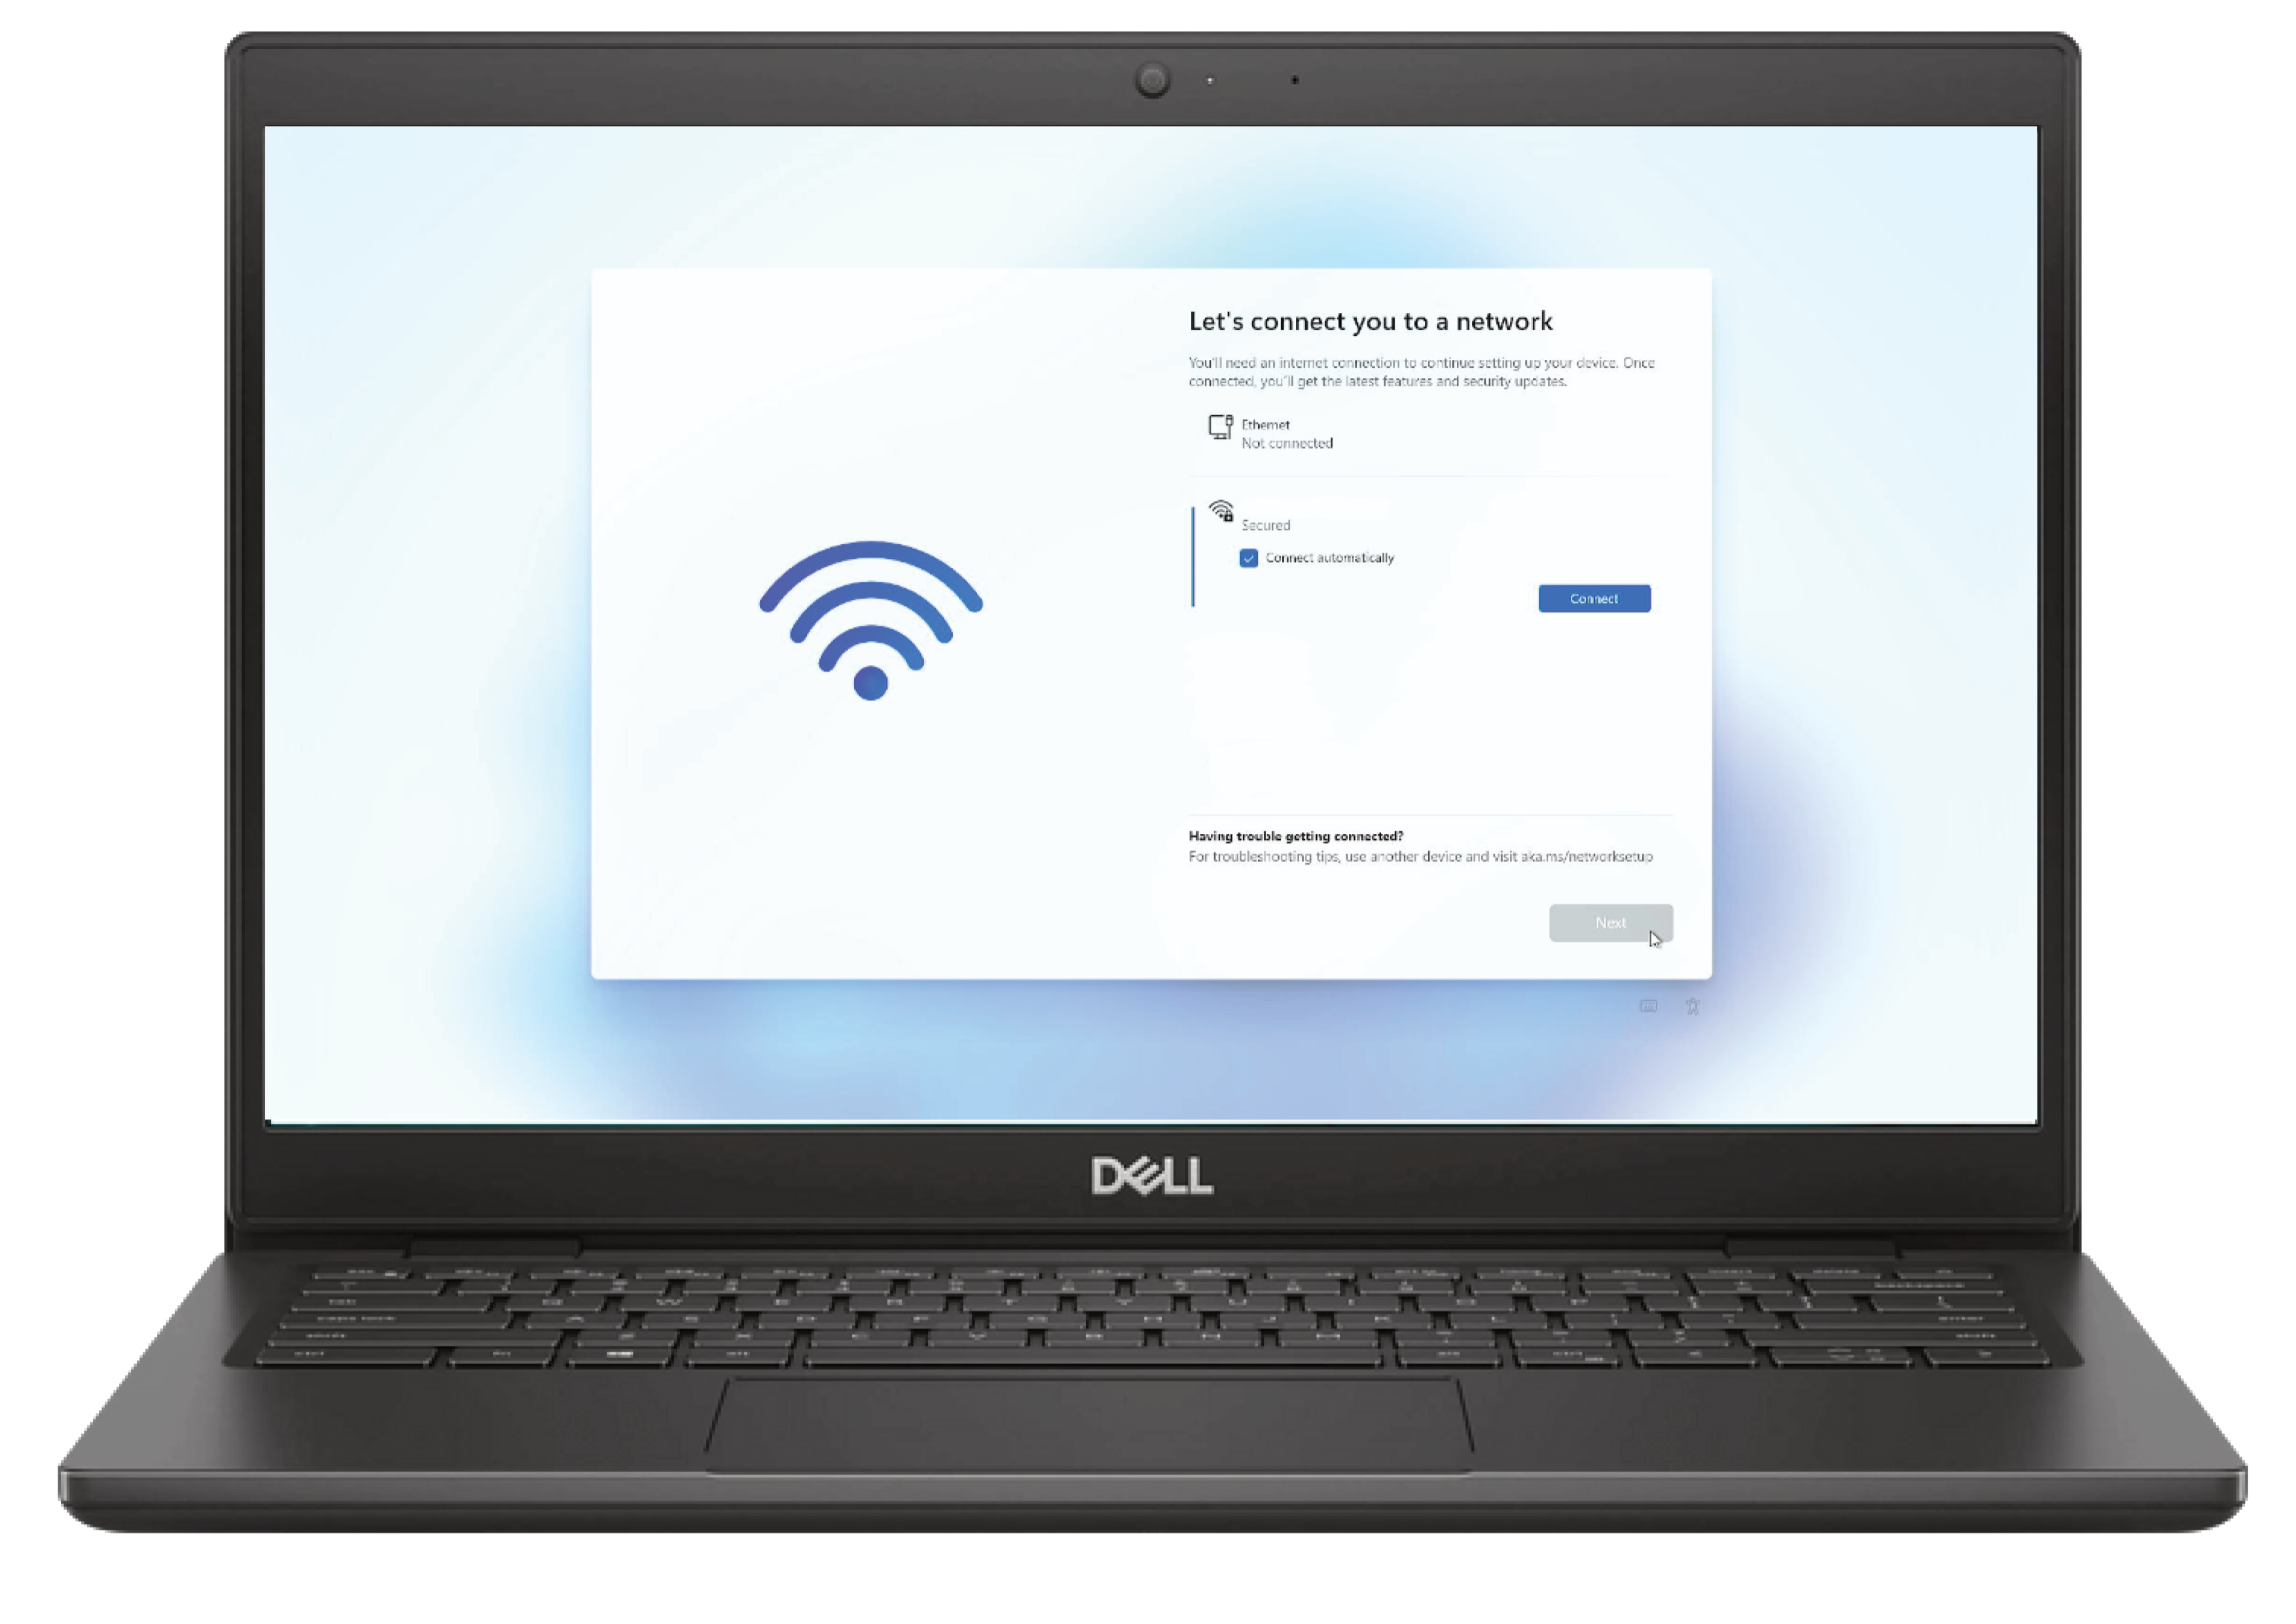 Let's connect you to a network
You'll need an internet connection to continue setting up your device. Once
connected, you'll get the latest features and security updates.
Ethernet
Not connected
Secured
Connect automatically
Connect
Having trouble getting connected?
For troubleshooting tips, use another device and visit aka.ms/networksetup
Next
DELL